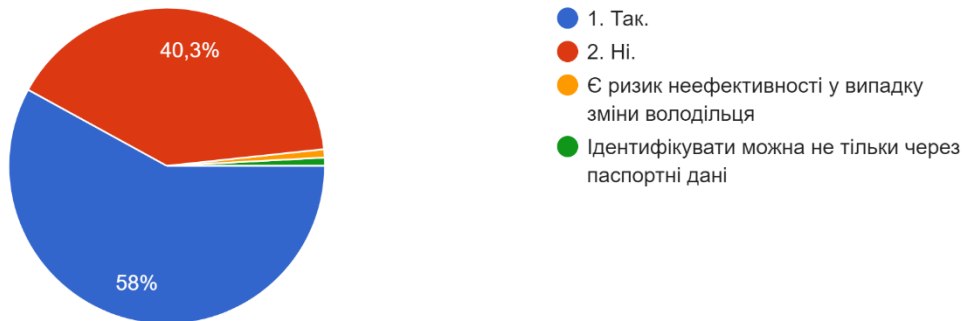 40,3%
58%
1. Так.
2. Ні.
Є ризик неефективності у випадку
зміни володільця
Ідентифікувати можна не тільки через
паспортні дані